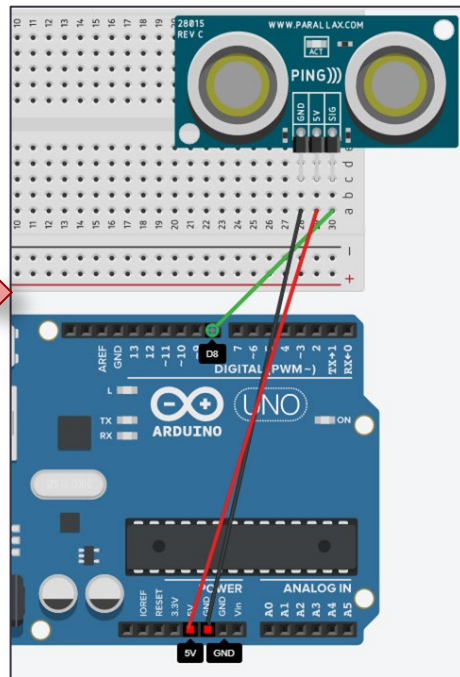 28015
REV C
WWW.PARALLAX.COM
ACT
PING)))
GND
5V
SIG
e
d
c
b
a
10 11 12 13 14 15 16 17 18 19 20 21 22 23 24 25 26 27 28 29 30
-
+
AREF
GND
13
12
~11
~10
~9
D8
7
~6
~5
4
~3
2
TX→1
RX←0
DIGITAL (PWM~)
L
TX
RX
ARDUINO
UNO
ON
POWER
ANALOG IN
IOREF
RESET
3.3V
5V
GND
GND
Vin
A0
A1
A2
A3
A4
A5
5V
GND